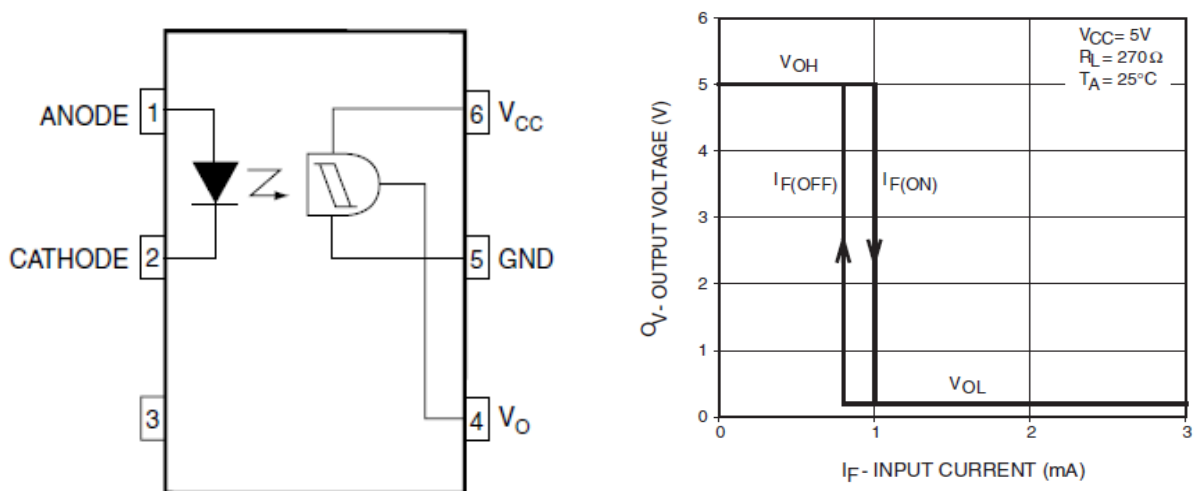 ANODE 1
CATHODE 2
3
6 VCC
5 GND
4 VO
VCC = 5V
RL = 270 Ω
TA = 25°C
VOH
IF(OFF)
IF(ON)
VOL
OV - OUTPUT VOLTAGE (V)
6
5
4
3
2
1
0
0 1 2 3
IF - INPUT CURRENT (mA)